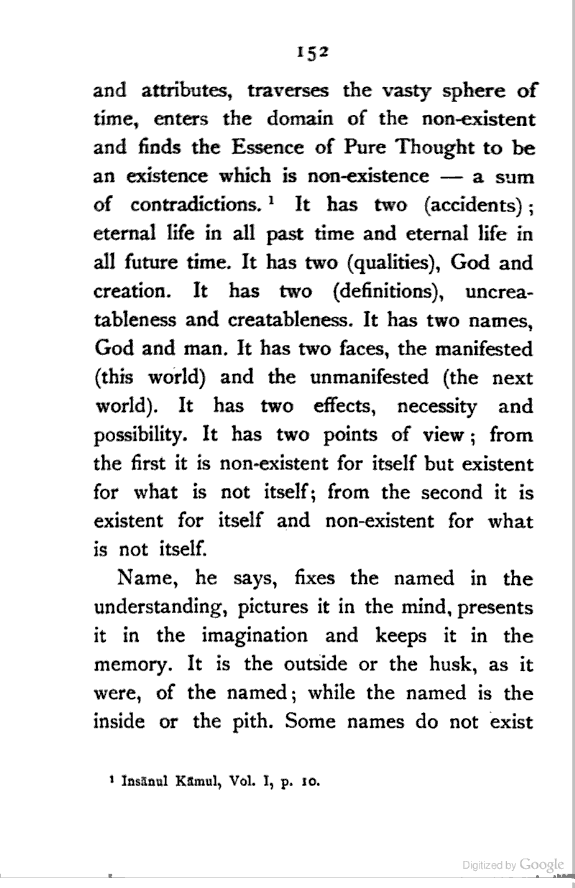 152
and attributes, traverses the vasty sphere of
time, enters the domain of the non-existent
and finds the Essence of Pure Thought to be
an existence which is non-existence — a sum
of contradictions. ¹ It has two (accidents) ;
eternal life in all past time and eternal life in
all future time. It has two (qualities), God and
creation. It has two (definitions), uncrea-
tableness and creatableness. It has two names,
God and man. It has two faces, the manifested
(this world) and the unmanifested (the next
world). It has two effects, necessity and
possibility. It has two points of view ; from
the first it is non-existent for itself but existent
for what is not itself; from the second it is
existent for itself and non-existent for what
is not itself.
Name, he says, fixes the named in the
understanding, pictures it in the mind, presents
it in the imagination and keeps it in the
memory. It is the outside or the husk, as it
were, of the named; while the named is the
inside or the pith. Some names do not exist
¹ Insānul Kāmul, Vol. I, p. 10.
Digitized by Google